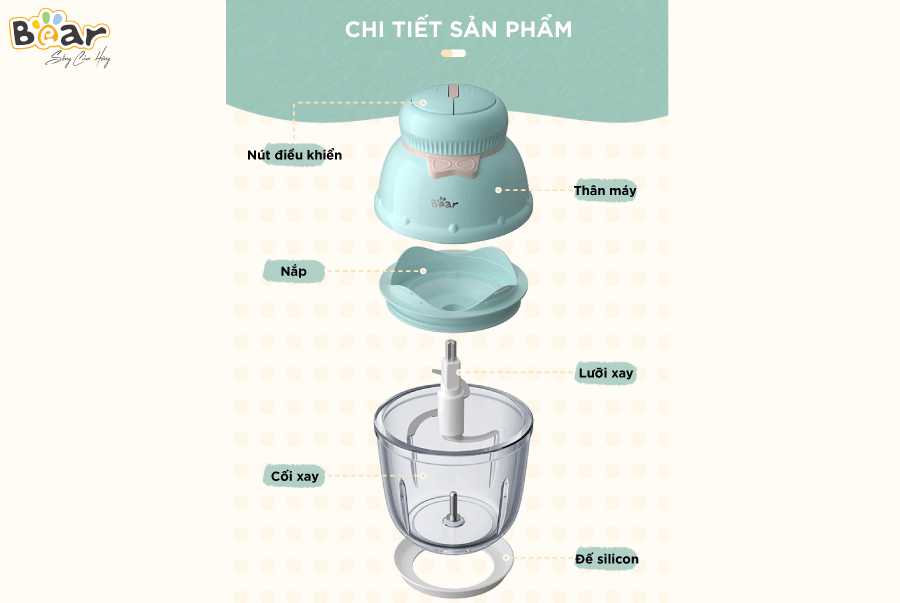 Bear
Sống Cảm Hứng
CHI TIẾT SẢN PHẨM
Nút điều khiển
Thân máy
Bear
Nắp
Lưỡi xay
Cối xay
Đế silicon